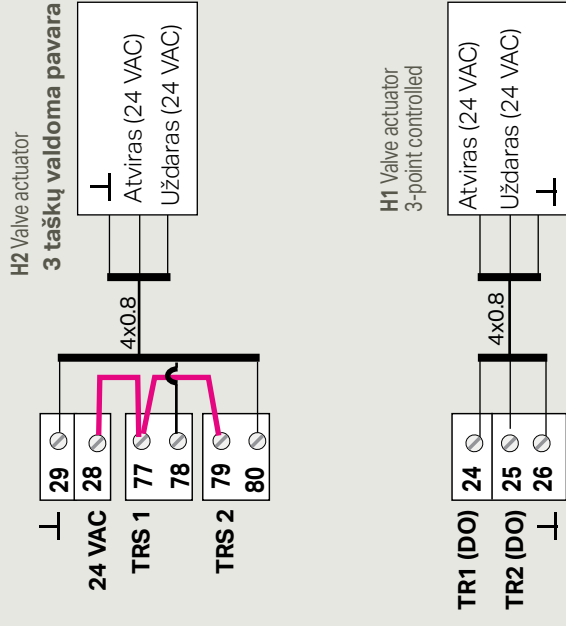 H2 Valve actuator
3 taškų valdoma pavara
Atviras (24 VAC)
Uždaras (24 VAC)
4x0.8
29
28
77
78
79
80
24 VAC
TRS 1
TRS 2
H1 Valve actuator
3-point controlled
Atviras (24 VAC)
Uždaras (24 VAC)
4x0.8
24
25
26
TR1 (DO)
TR2 (DO)